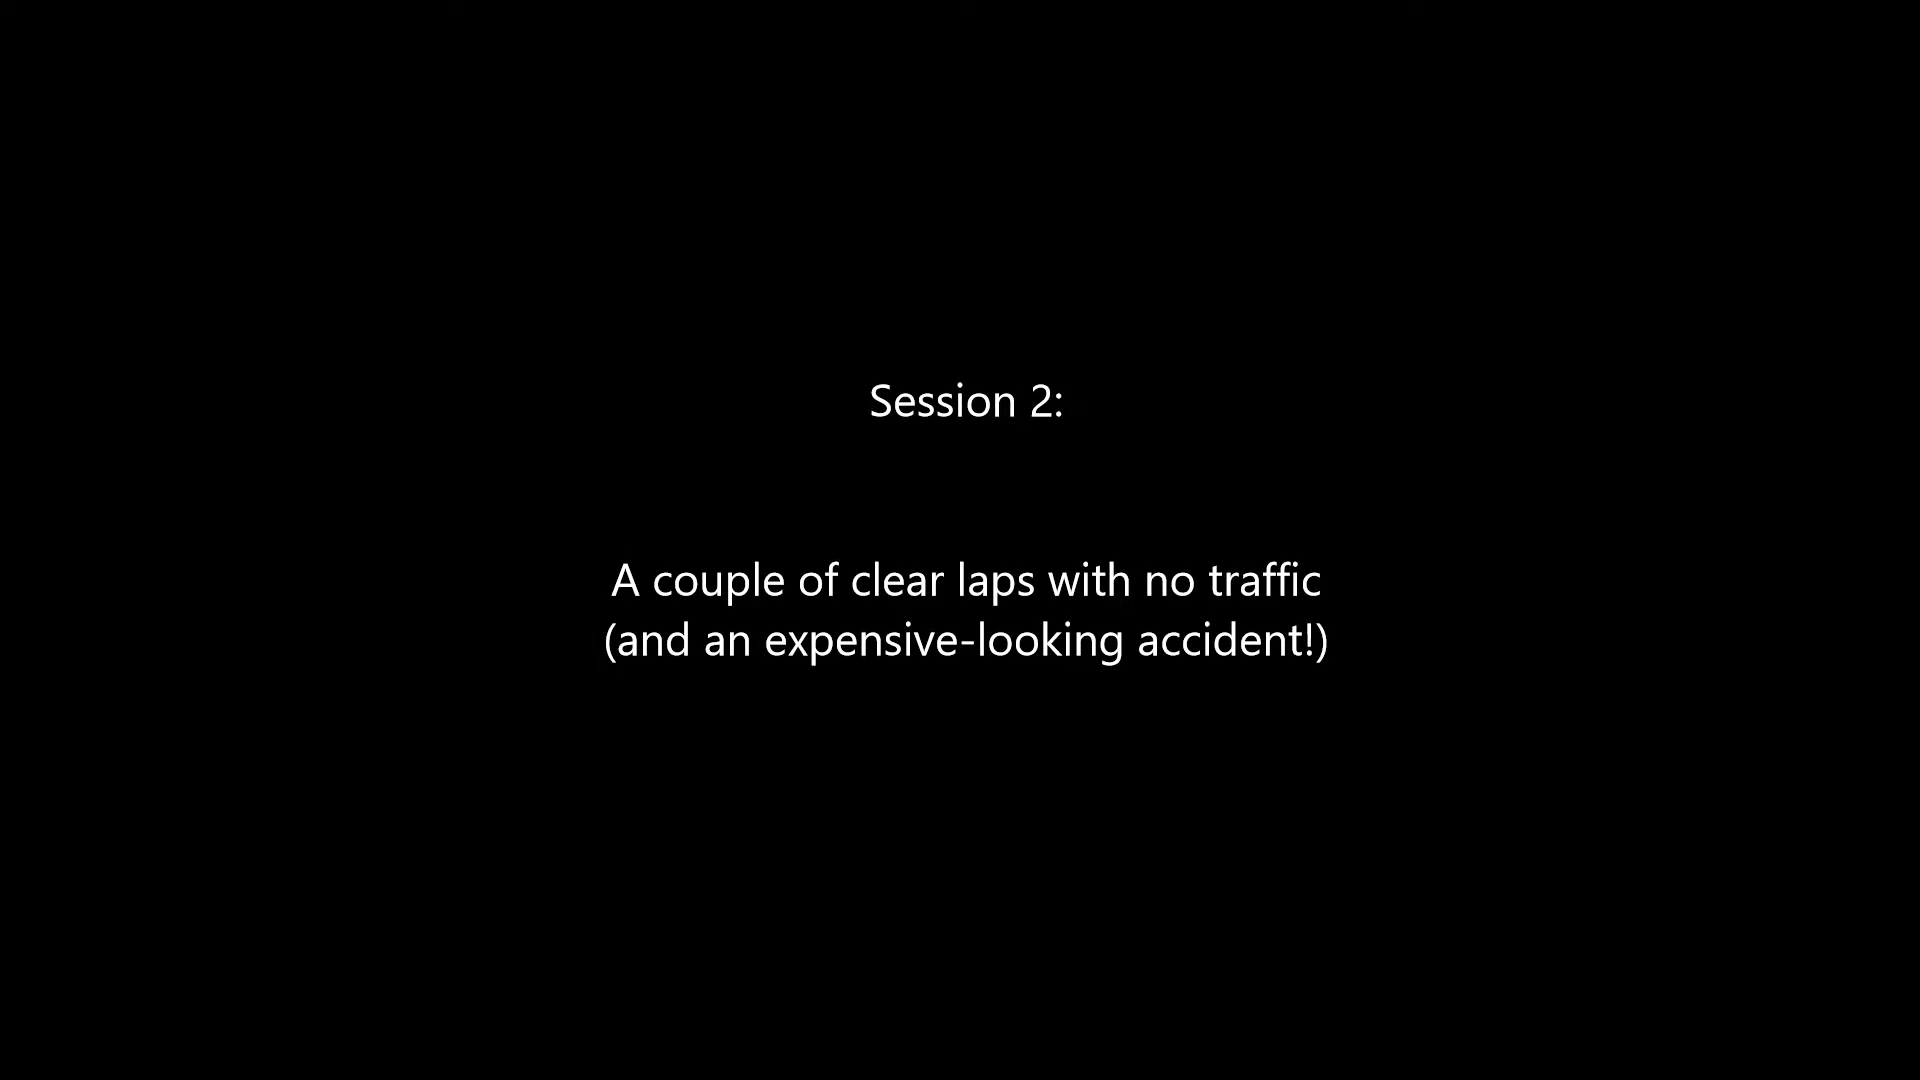 Session 2:
A couple of clear laps with no traffic
(and an expensive-looking accident!)